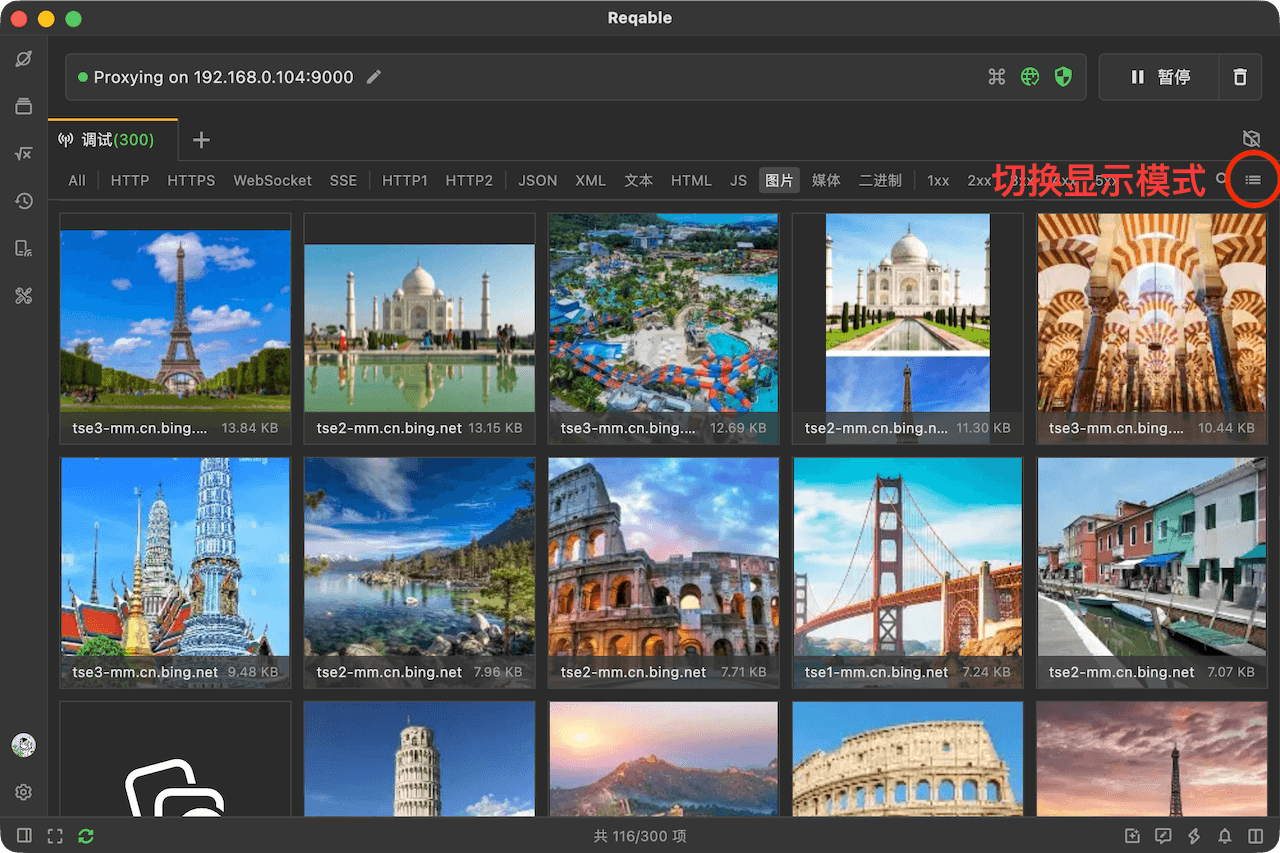 Reqable
Proxying on 192.168.0.104:9000
暂停
调试(300)
All HTTP HTTPS WebSocket SSE HTTP1 HTTP2 JSON XML 文本 HTML JS 图片 媒体 二进制 1xx 2xx 3xx 4xx 5xx
切换显示模式
tse3-mm.cn.bing.... 13.84 KB
tse2-mm.cn.bing.net 13.15 KB
tse3-mm.cn.bing.... 12.69 KB
tse2-mm.cn.bing.n... 11.30 KB
tse3-mm.cn.bing.... 10.44 KB
tse3-mm.cn.bing.net 9.48 KB
tse2-mm.cn.bing.net 7.96 KB
tse2-mm.cn.bing.net 7.71 KB
tse1-mm.cn.bing.net 7.24 KB
tse2-mm.cn.bing.net 7.07 KB
共 116/300 项